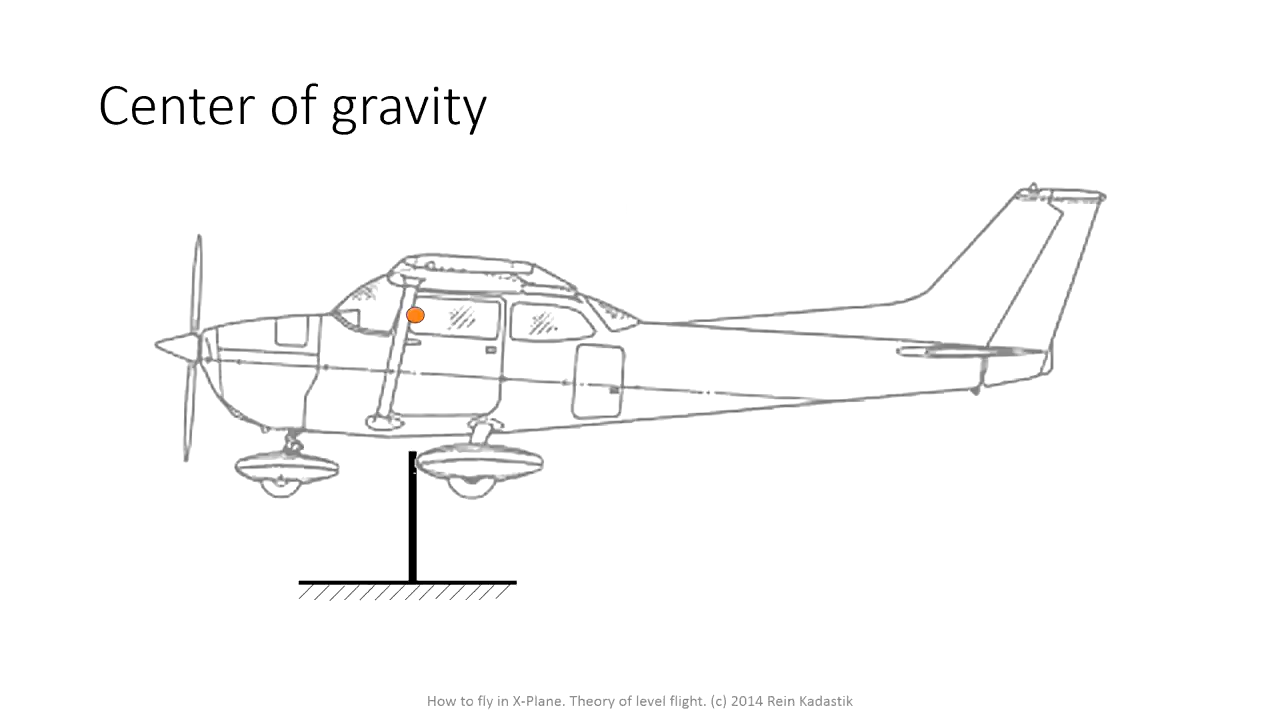 Center of gravity
How to fly in X-Plane. Theory of level flight. (c) 2014 Rein Kadastik